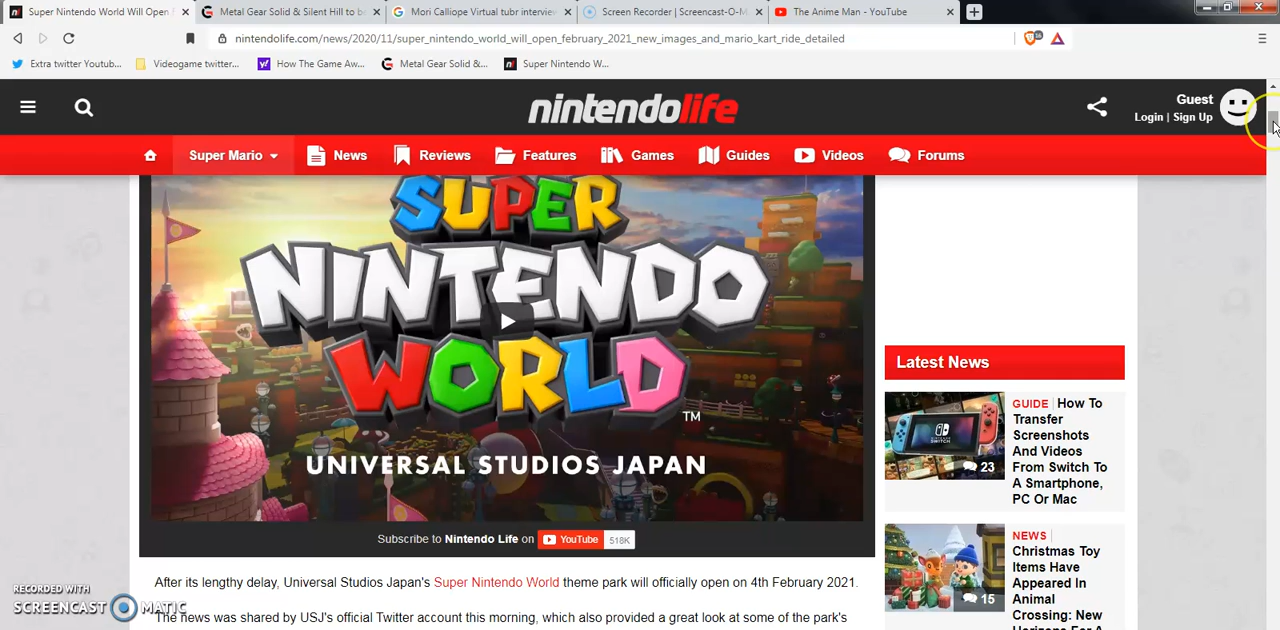 Super Nintendo World Will Open F
Metal Gear Solid & Silent Hill to b
Mori Calliope Virtual tubr intervie
Screen Recorder | Screencast-O-M
The Anime Man - YouTube
nintendolife.com/news/2020/11/super_nintendo_world_will_open_february_2021_new_images_and_mario_kart_ride_detailed
Extra twitter Youtub...
Videogame twitter...
How The Game Aw...
Metal Gear Solid &...
Super Nintendo W...
nintendolife
Guest
Login | Sign Up
Super Mario
News
Reviews
Features
Games
Guides
Videos
Forums
SUPER
NINTENDO
WORLD
TM
UNIVERSAL STUDIOS JAPAN
Subscribe to Nintendo Life on YouTube 518K
After its lengthy delay, Universal Studios Japan's Super Nintendo World theme park will officially open on 4th February 2021.
The news was shared by USJ's official Twitter account this morning, which also provided a great look at some of the park's
Latest News
GUIDE | How To
Transfer
Screenshots
And Videos
From Switch To
A Smartphone,
PC Or Mac
23
NEWS |
Christmas Toy
Items Have
Appeared In
Animal
Crossing: New
Horizons For A
15
RECORDED WITH
SCREENCAST MATIC